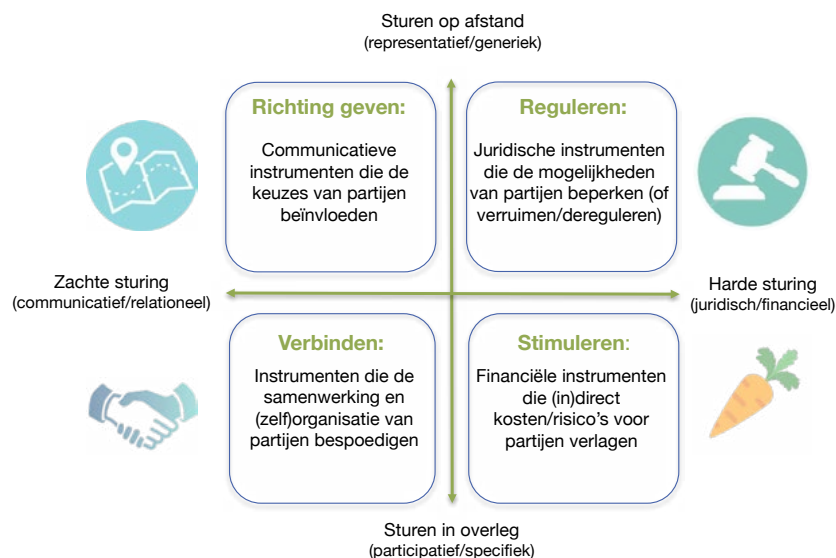 Sturen op afstand
(representatief/generiek)
Richting geven:
Communicatieve
instrumenten die de
keuzes van partijen
beïnvloeden
Reguleren:
Juridische instrumenten
die de mogelijkheden
van partijen beperken (of
verruimen/dereguleren)
Zachte sturing
(communicatief/relationeel)
Harde sturing
(juridisch/financieel)
Verbinden:
Instrumenten die de
samenwerking en
(zelf)organisatie van
partijen bespoedigen
Stimuleren:
Financiële instrumenten
die (in)direct
kosten/risico's voor
partijen verlagen
Sturen in overleg
(participatief/specifiek)